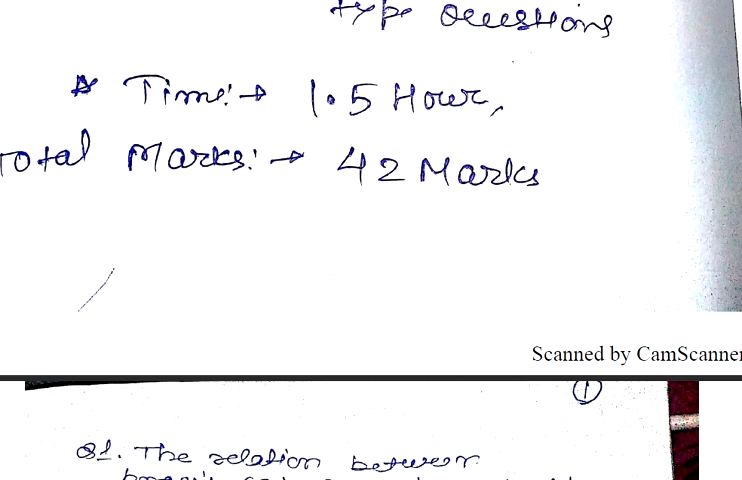 type Questions
* Time:→ 1.5 Hour,
Total Marks:→ 42 Marks
Scanned by CamScanner
1
Q1. The relation between